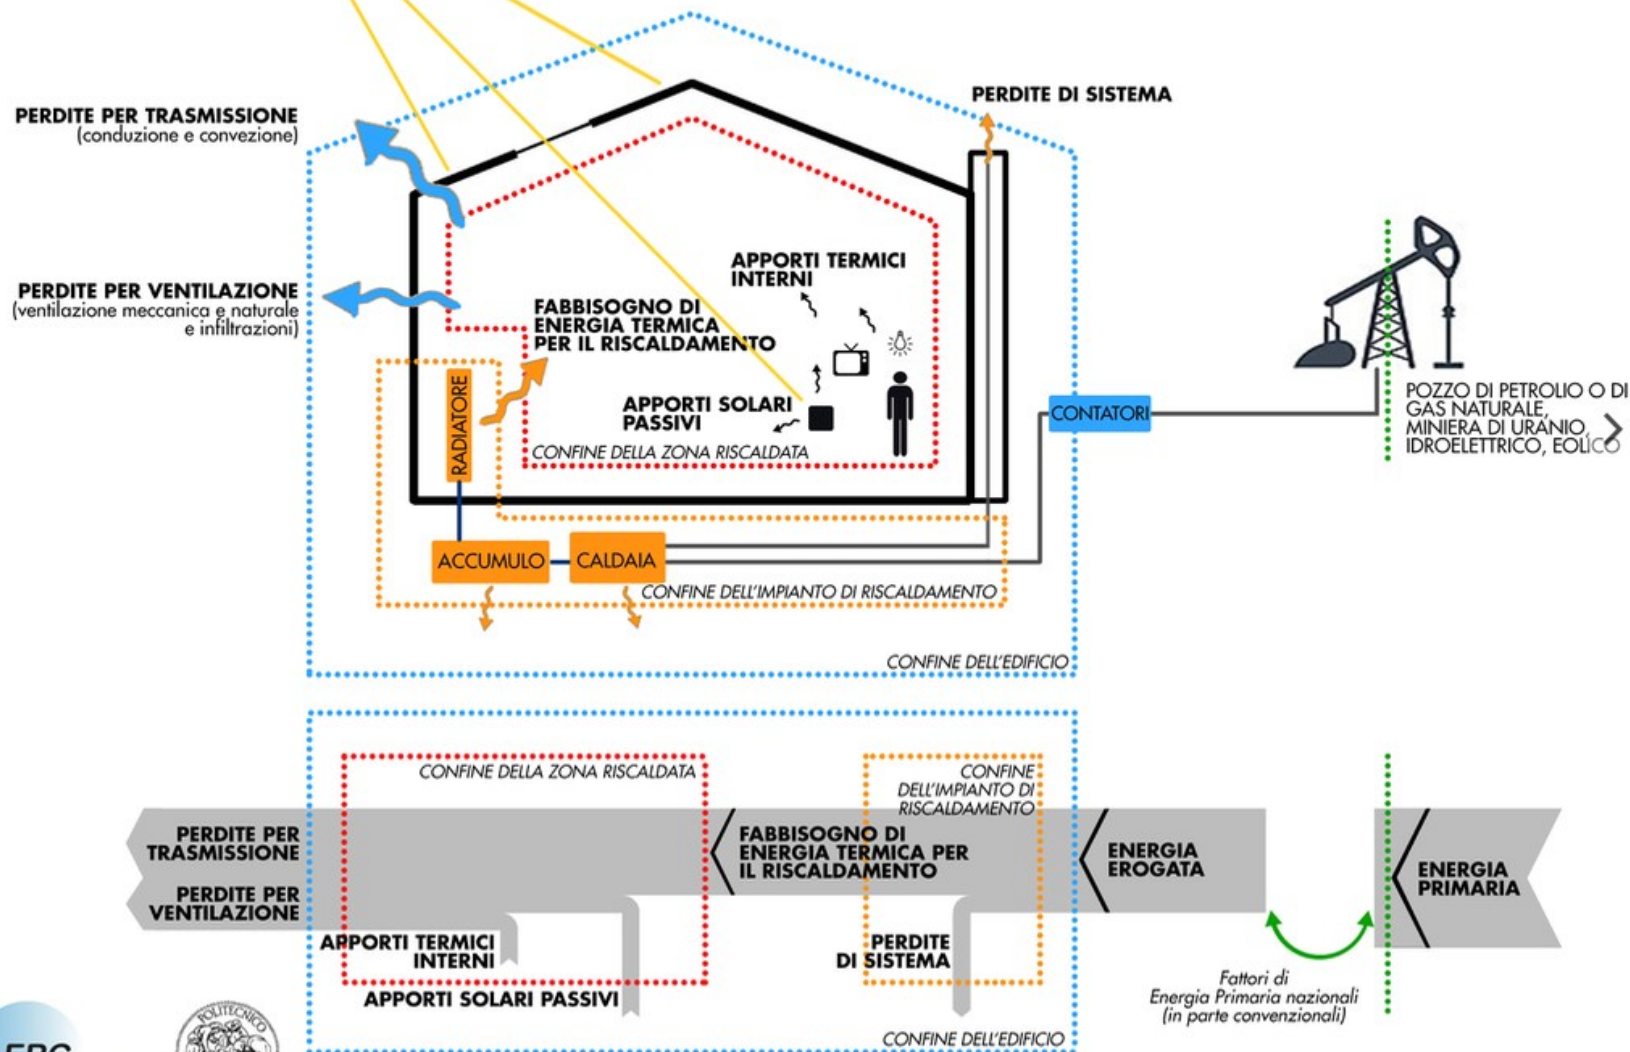 PERDITE PER TRASMISSIONE
(conduzione e convezione)
PERDITE DI SISTEMA
PERDITE PER VENTILAZIONE
(ventilazione meccanica e naturale
e infiltrazioni)
APPORTI TERMICI
INTERNI
FABBISOGNO DI
ENERGIA TERMICA
PER IL RISCALDAMENTO
RADIATORE
APPORTI SOLARI
PASSIVI
CONFINE DELLA ZONA RISCALDATA
CONTATORI
POZZO DI PETROLIO O DI
GAS NATURALE,
MINIERA DI URANIO,
IDROELETTRICO, EOLICO
ACCUMULO
CALDAIA
CONFINE DELL'IMPIANTO DI RISCALDAMENTO
CONFINE DELL'EDIFICIO
CONFINE DELLA ZONA RISCALDATA
CONFINE
DELL'IMPIANTO DI
RISCALDAMENTO
PERDITE PER
TRASMISSIONE
FABBISOGNO DI
ENERGIA TERMICA PER
IL RISCALDAMENTO
ENERGIA
EROGATA
ENERGIA
PRIMARIA
PERDITE PER
VENTILAZIONE
APPORTI TERMICI
INTERNI
PERDITE
DI SISTEMA
APPORTI SOLARI PASSIVI
Fattori di
Energia Primaria nazionali
(in parte convenzionali)
CONFINE DELL'EDIFICIO
POLITECNICO